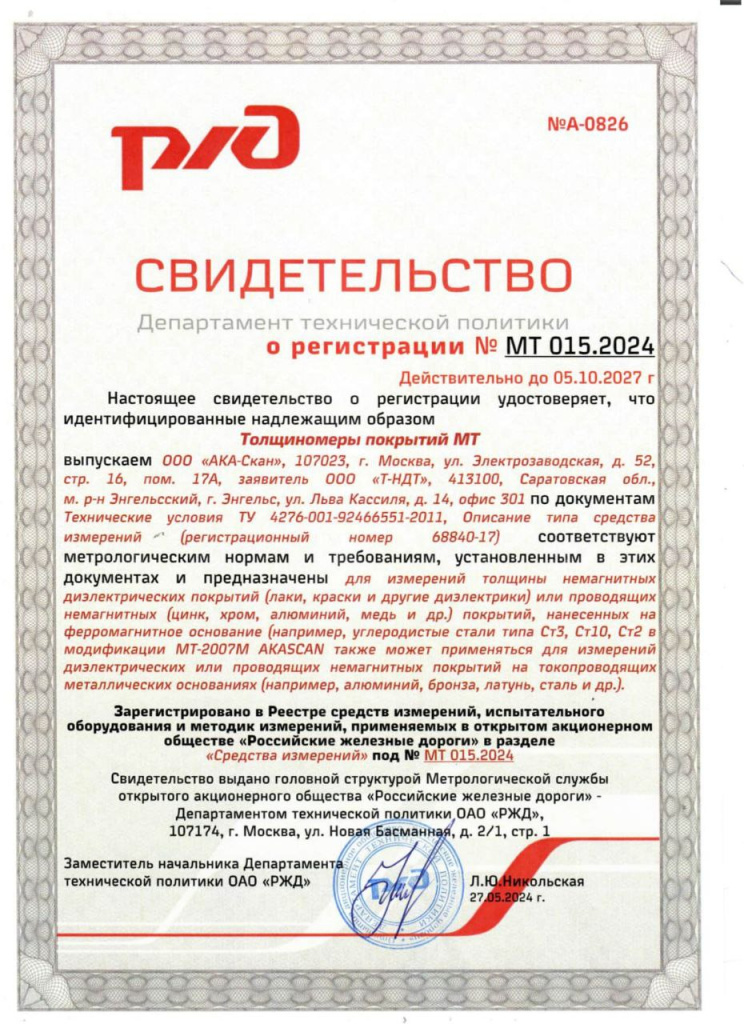 ржд
№А-0826
СВИДЕТЕЛЬСТВО
Департамент технической политики
о регистрации № МТ 015.2024
Действительно до 05.10.2027 г
Настоящее свидетельство о регистрации удостоверяет, что
идентифицированные надлежащим образом
Толщиномеры покрытий МТ
выпускаем ООО «АКА-Скан», 107023, г. Москва, ул. Электрозаводская, д. 52,
стр. 16, пом. 17А, заявитель ООО «Т-НДТ», 413100, Саратовская обл.,
м. р-н Энгельсский, г. Энгельс, ул. Льва Кассиля, д. 14, офис 301 по документам
Технические условия ТУ 4276-001-92466551-2011, Описание типа средства
измерений (регистрационный номер 68840-17) соответствуют
метрологическим нормам и требованиям, установленным в этих
документах и предназначены для измерений толщины немагнитных
диэлектрических покрытий (лаки, краски и другие диэлектрики) или проводящих
немагнитных (цинк, хром, алюминий, медь и др.) покрытий, нанесенных на
ферромагнитное основание (например, углеродистые стали типа Ст3, Ст10, Ст2 в
модификации МТ-2007М AKASCAN также может применяться для измерений
диэлектрических или проводящих немагнитных покрытий на токопроводящих
металлических основаниях (например, алюминий, бронза, латунь, сталь и др.).
Зарегистрировано в Реестре средств измерений, испытательного
оборудования и методик измерений, применяемых в открытом акционерном
обществе «Российские железные дороги» в разделе
«Средства измерений» под № МТ 015.2024
Свидетельство выдано головной структурой Метрологической службы
открытого акционерного общества «Российские железные дороги» -
Департаментом технической политики ОАО «РЖД»,
107174, г. Москва, ул. Новая Басманная, д. 2/1, стр. 1
Заместитель начальника Департамента
технической политики ОАО «РЖД»
Л.Ю.Никольская
27.05.2024 г.